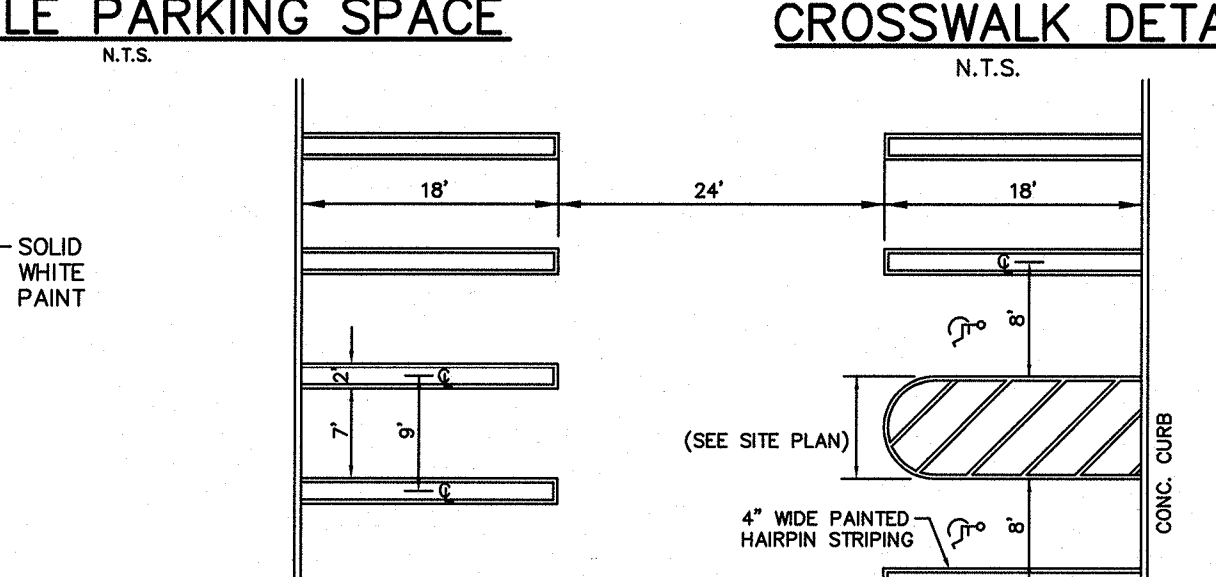 LE PARKING SPACE
N.T.S.
CROSSWALK DETA
N.T.S.
18'
24'
18'
SOLID
WHITE
PAINT
℄
8'
2'
℄
7'
9'
(SEE SITE PLAN)
CONC. CURB
℄
4" WIDE PAINTED
HAIRPIN STRIPING
8'